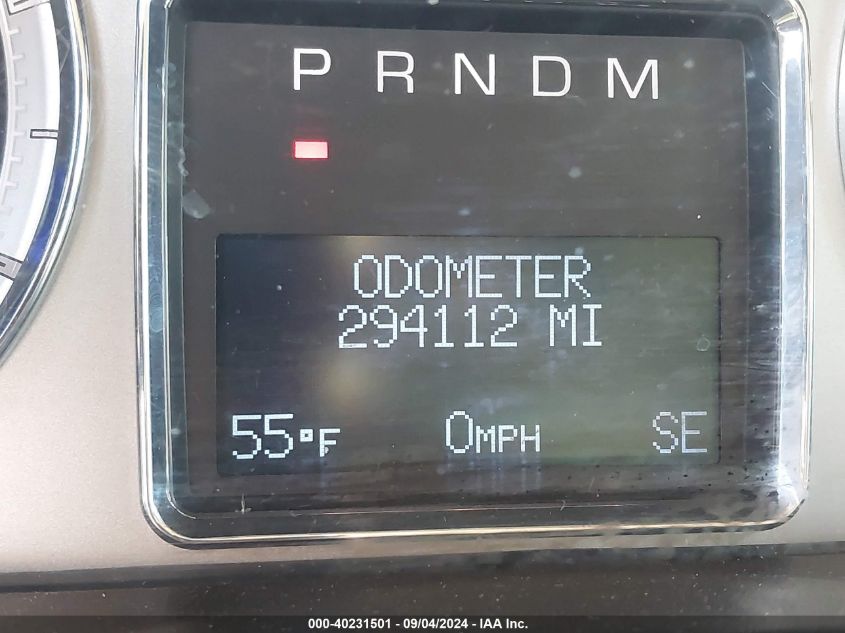 P R N D M
ODOMETER
294112 MI
55°F 0MPH SE
000-40231501 - 09/04/2024 - IAA Inc.